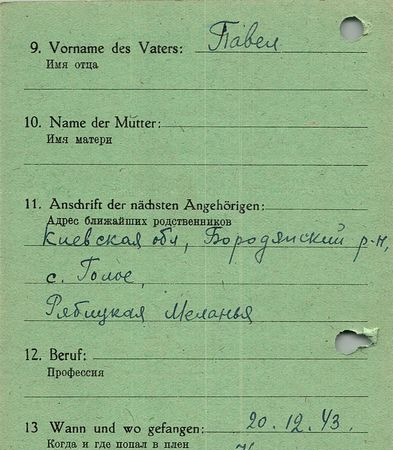 9. Vorname des Vaters: Павел
Имя отца
10. Name der Mutter:
Имя матери
11. Anschrift der nächsten Angehörigen:
Адрес ближайших родственников
Киевская обл, Бородянский р-н,
с. Голое,
Рябицкая Меланья
12. Beruf:
Профессия
13 Wann und wo gefangen: 20.12.43.
Когда и где попал в плен